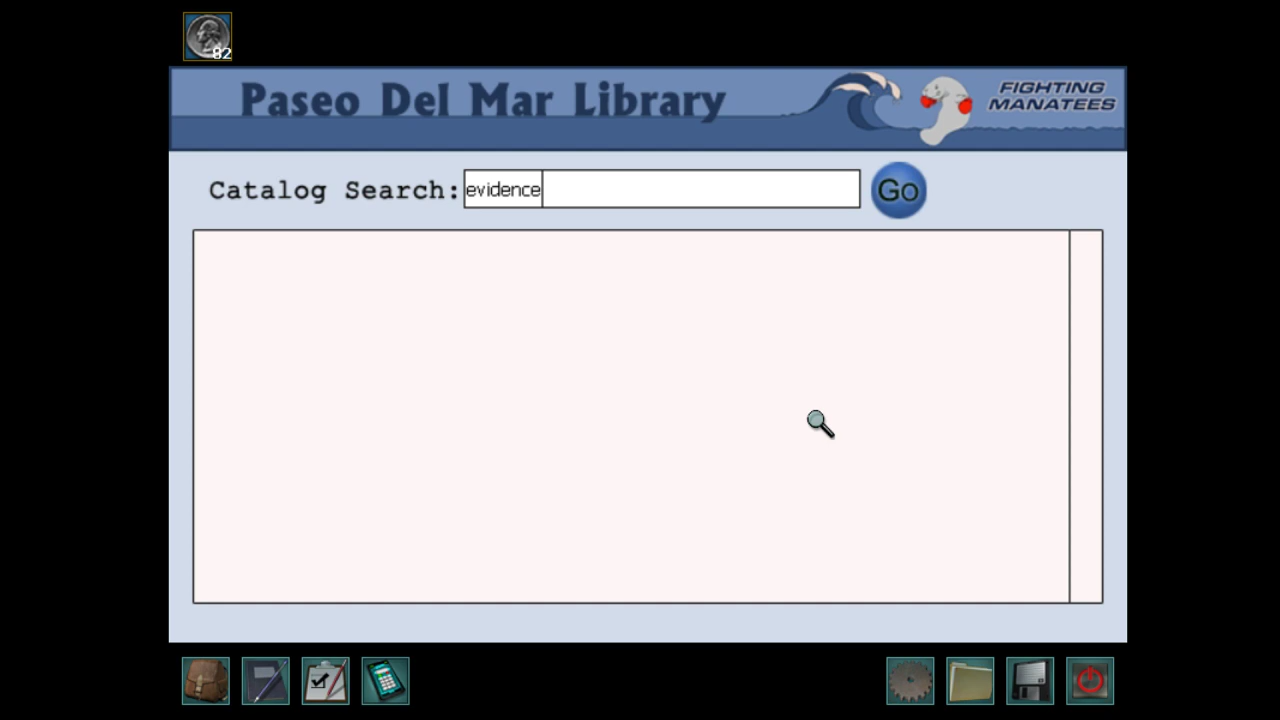 82
Paseo Del Mar Library
FIGHTING
MANATEES
Catalog Search:
evidence
Go